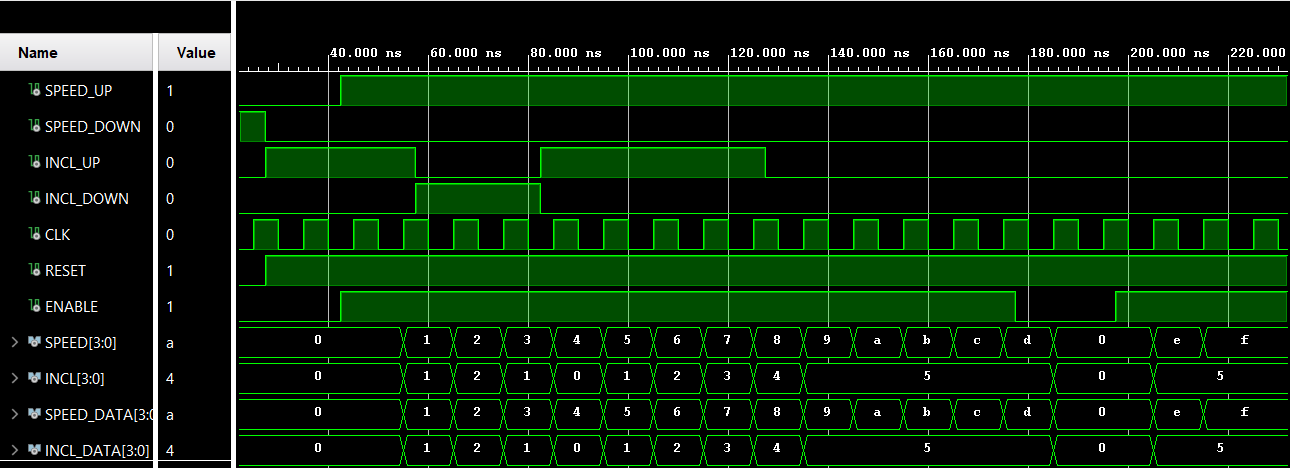 40.000 ns 60.000 ns 80.000 ns 100.000 ns 120.000 ns 140.000 ns 160.000 ns 180.000 ns 200.000 ns 220.000
Name Value
SPEED_UP 1
SPEED_DOWN 0
INCL_UP 0
INCL_DOWN 0
CLK 0
RESET 1
ENABLE 1
SPEED[3:0] a 0 1 2 3 4 5 6 7 8 9 a b c d 0 e f
INCL[3:0] 4 0 1 2 1 0 1 2 3 4 5 0 5
SPEED_DATA[3:0 a 0 1 2 3 4 5 6 7 8 9 a b c d 0 e f
INCL_DATA[3:0] 4 0 1 2 1 0 1 2 3 4 5 0 5